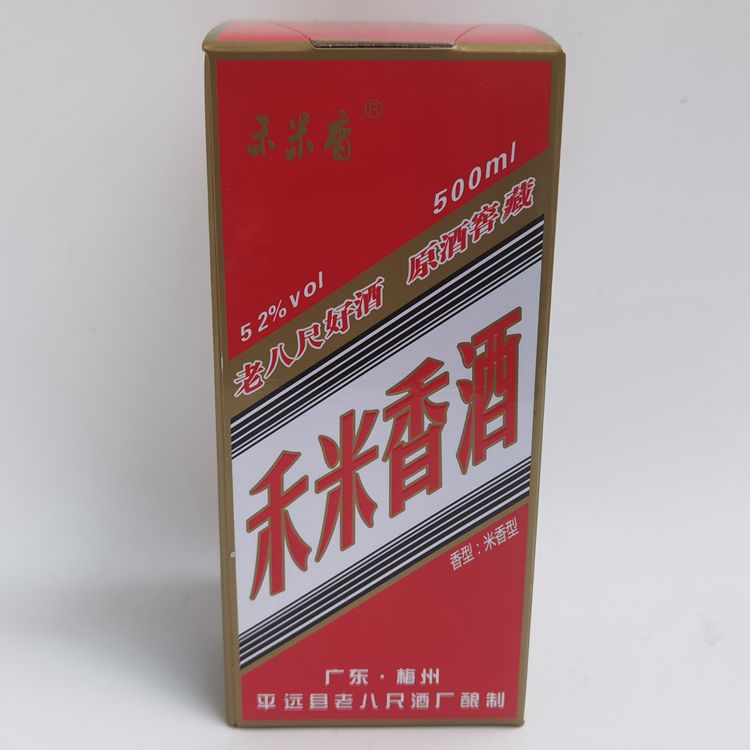 禾米香®
500ml
52%vol
老八尺好酒 原酒窖藏
禾米香酒
香型：米香型
广东·梅州
平远县老八尺酒厂酿制